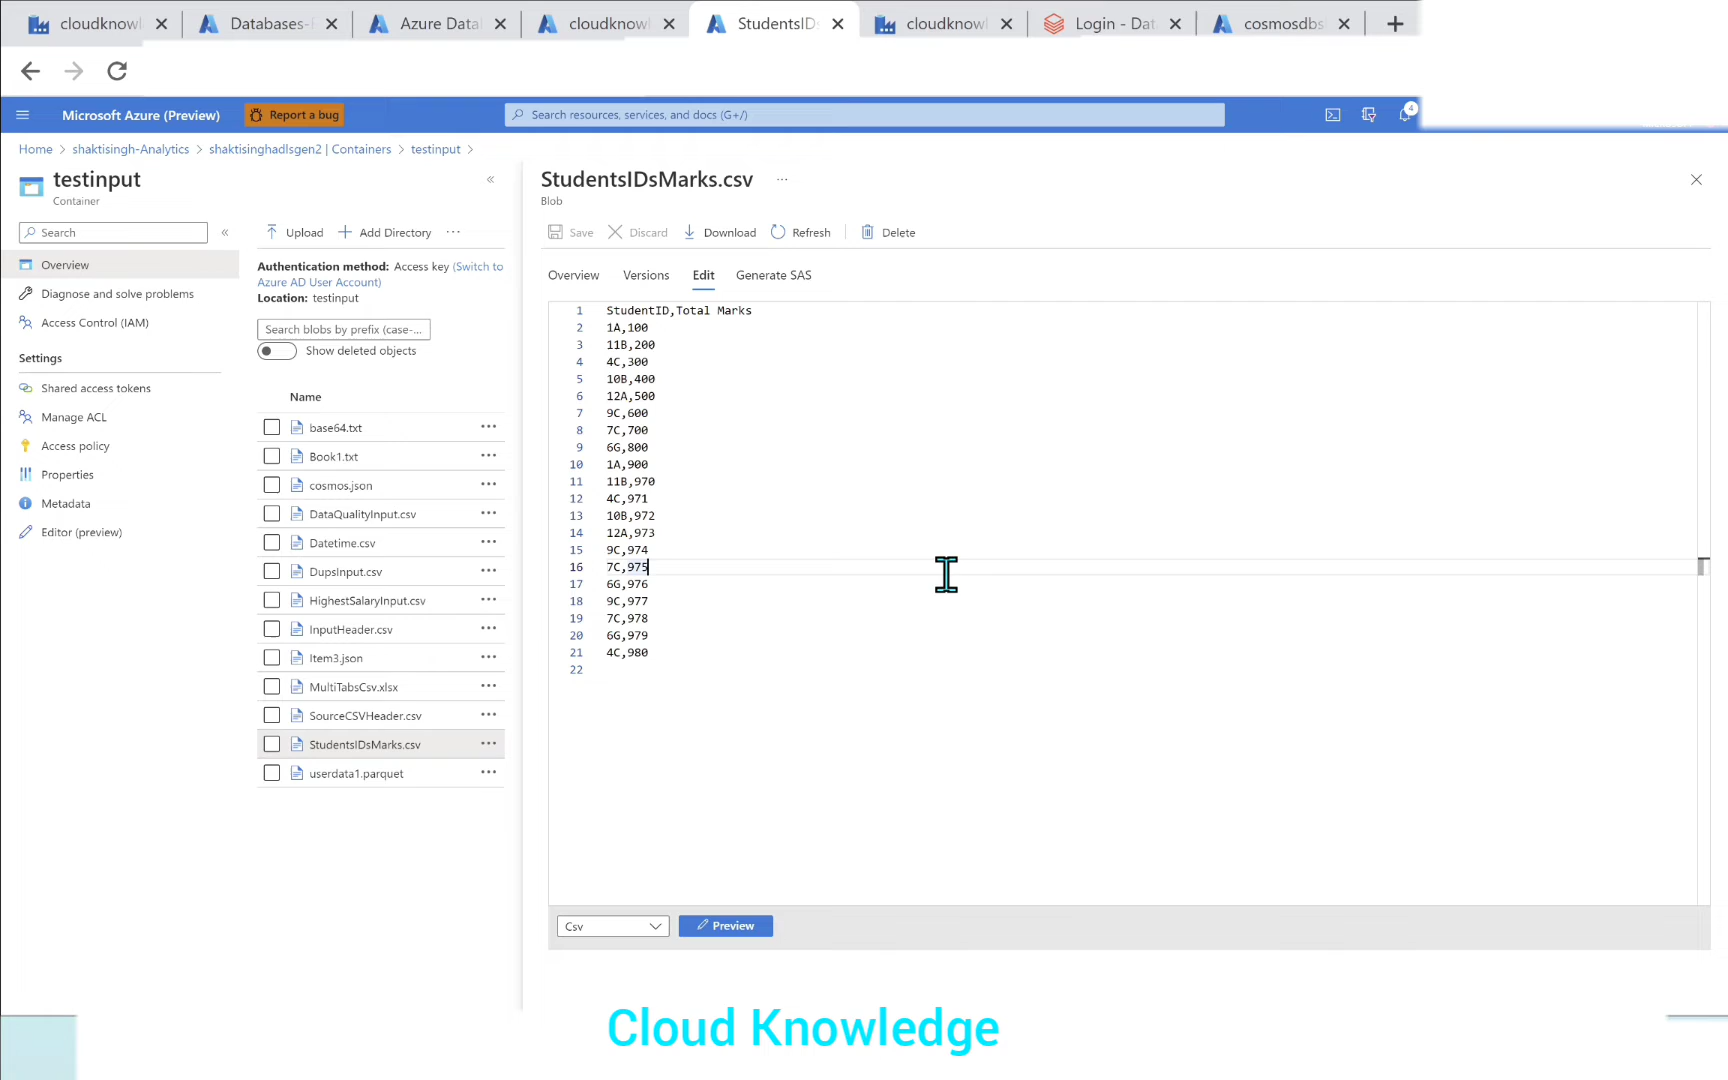 cloudknowl
Databases-
Azure Data
cloudknowl
StudentsIDs
cloudknowl
Login - Dat
cosmosdbs
Microsoft Azure (Preview)
Report a bug
Search resources, services, and docs (G+/)
4
Home > shaktisingh-Analytics > shaktisinghadlsgen2 | Containers > testinput >
testinput
Container
Search
Overview
Diagnose and solve problems
Access Control (IAM)
Settings
Shared access tokens
Manage ACL
Access policy
Properties
Metadata
Editor (preview)
Upload
Add Directory
Authentication method: Access key (Switch to
Azure AD User Account)
Location: testinput
Search blobs by prefix (case-...
Show deleted objects
Name
base64.txt
Book1.txt
cosmos.json
DataQualityInput.csv
Datetime.csv
DupsInput.csv
HighestSalaryInput.csv
InputHeader.csv
Item3.json
MultiTabsCsv.xlsx
SourceCSVHeader.csv
StudentsIDsMarks.csv
userdata1.parquet
StudentsIDsMarks.csv
Blob
Save
Discard
Download
Refresh
Delete
Overview
Versions
Edit
Generate SAS
1 StudentID,Total Marks
2 1A,100
3 11B,200
4 4C,300
5 10B,400
6 12A,500
7 9C,600
8 7C,700
9 6G,800
10 1A,900
11 11B,970
12 4C,971
13 10B,972
14 12A,973
15 9C,974
16 7C,975
17 6G,976
18 9C,977
19 7C,978
20 6G,979
21 4C,980
22
Csv
Preview
Cloud Knowledge